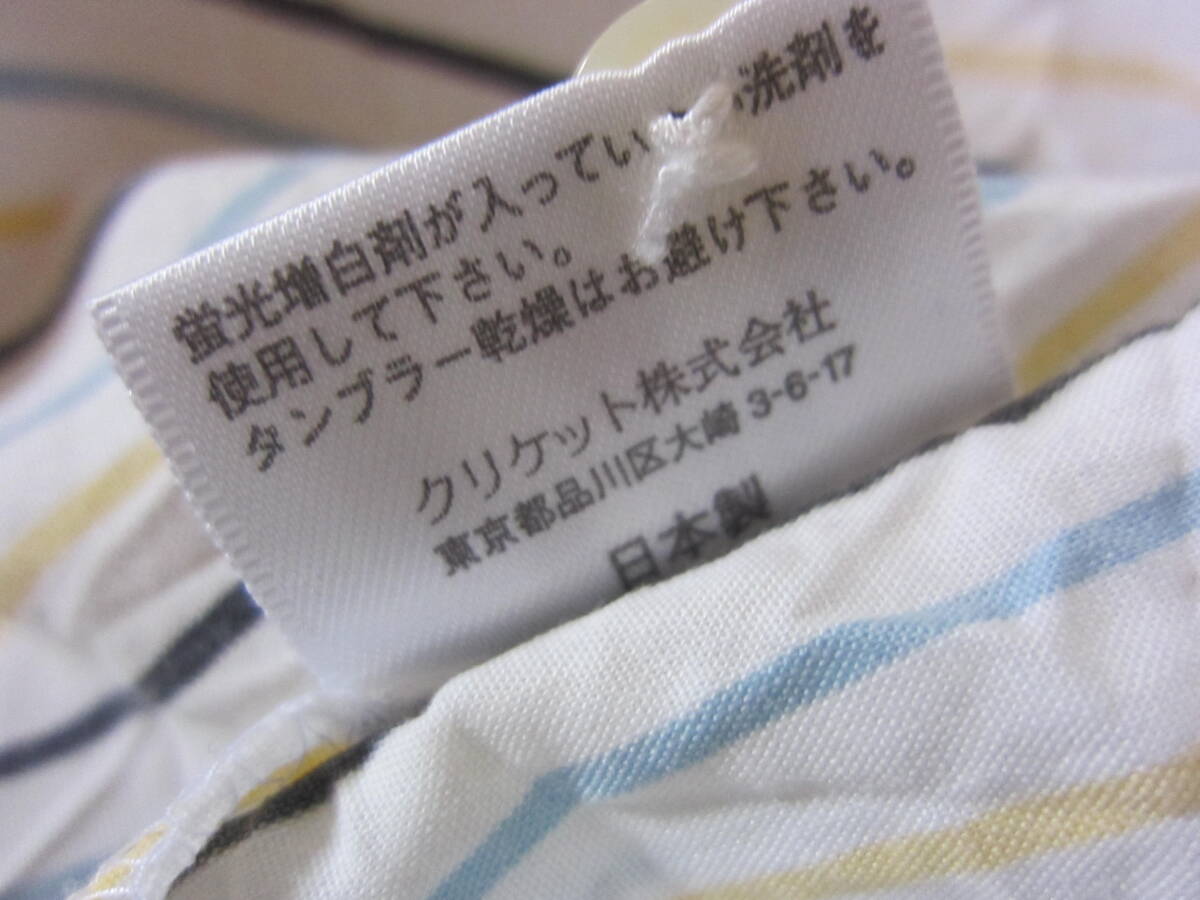 蛍光増白剤が入っていない洗剤を
使用して下さい。
タンブラー乾燥はお避け下さい。
クリケット株式会社
東京都品川区大崎 3-6-17
日本製